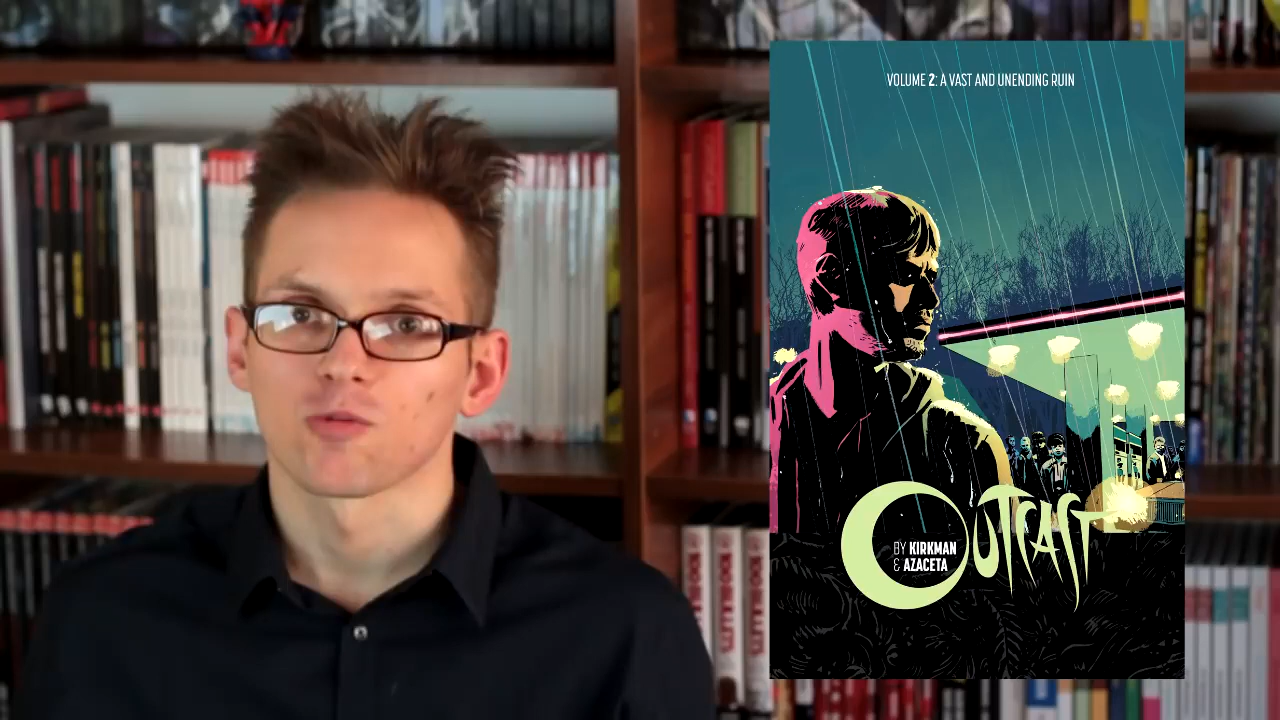 VOLUME 2: A VAST AND UNENDING RUIN
OUTCAST
BY KIRKMAN
& AZACETA